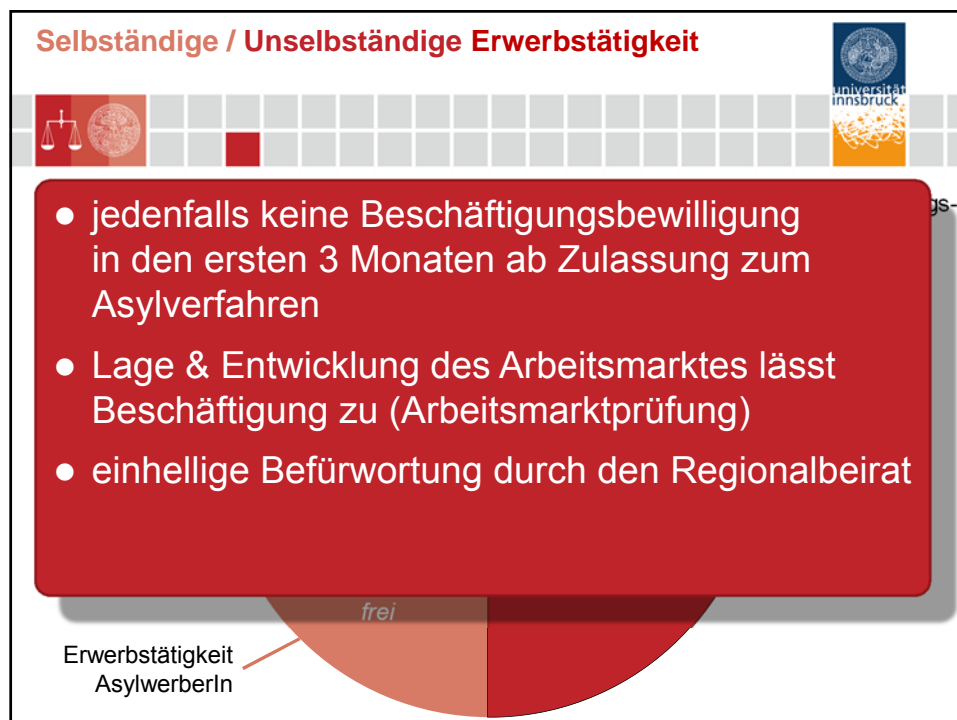 Selbständige / Unselbständige Erwerbstätigkeit
universität
innsbruck
gs-
● jedenfalls keine Beschäftigungsbewilligung
in den ersten 3 Monaten ab Zulassung zum
Asylverfahren
● Lage & Entwicklung des Arbeitsmarktes lässt
Beschäftigung zu (Arbeitsmarktprüfung)
● einhellige Befürwortung durch den Regionalbeirat
frei
Erwerbstätigkeit
AsylwerberIn